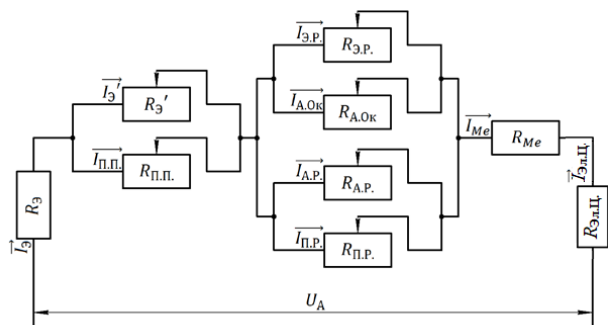 I_Э.Р.
R_Э.Р.
I_Э′
R_Э′
I_А.Ок
R_А.Ок
I_Me
R_Me
I_П.П.
R_П.П.
I_А.Р.
R_А.Р.
I_Эл.Ц.
R_Э
R_Эл.Ц.
I_П.Р.
R_П.Р.
I_Э
U_А